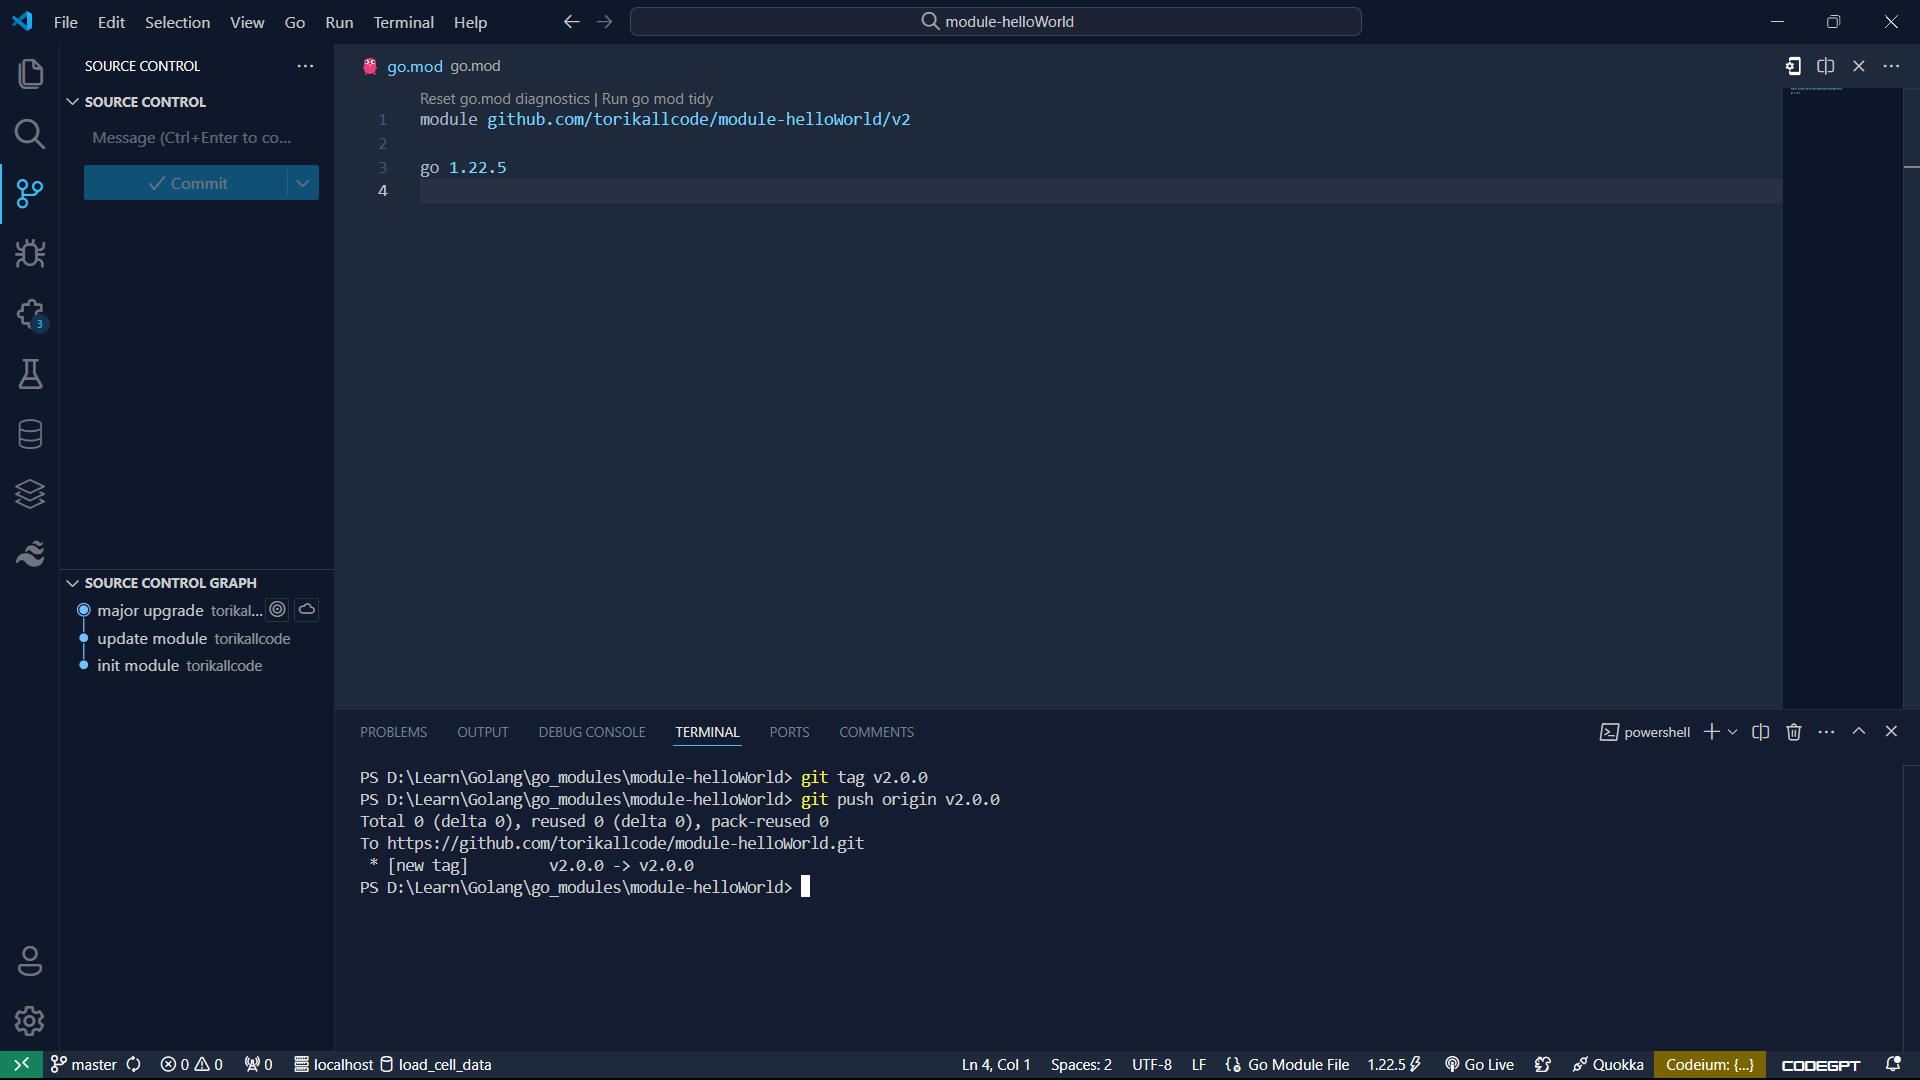 File Edit Selection View Go Run Terminal Help
module-helloWorld
SOURCE CONTROL
SOURCE CONTROL
Message (Ctrl+Enter to co...
Commit
3
SOURCE CONTROL GRAPH
major upgrade torikal...
update module torikallcode
init module torikallcode
go.mod go.mod
Reset go.mod diagnostics | Run go mod tidy
1 module github.com/torikallcode/module-helloWorld/v2
2
3 go 1.22.5
4
PROBLEMS OUTPUT DEBUG CONSOLE TERMINAL PORTS COMMENTS
powershell
PS D:\Learn\Golang\go_modules\module-helloWorld> git tag v2.0.0
PS D:\Learn\Golang\go_modules\module-helloWorld> git push origin v2.0.0
Total 0 (delta 0), reused 0 (delta 0), pack-reused 0
To https://github.com/torikallcode/module-helloWorld.git
 * [new tag]         v2.0.0 -> v2.0.0
PS D:\Learn\Golang\go_modules\module-helloWorld>
master 0 0 0 localhost load_cell_data Ln 4, Col 1 Spaces: 2 UTF-8 LF {} Go Module File 1.22.5 Go Live Quokka Codeium: {...} CODEGPT